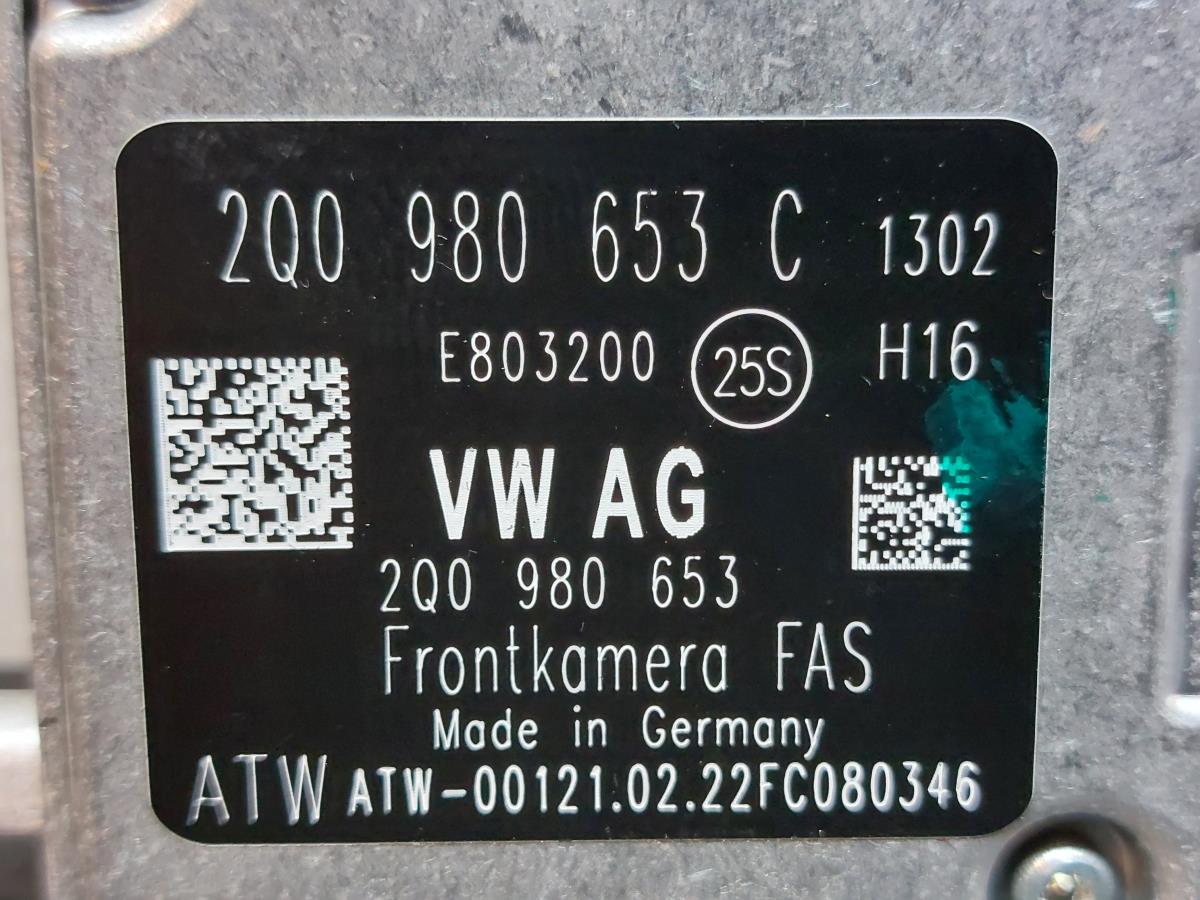 2Q0 980 653 C 1302
E803200 25S H16
VW AG
2Q0 980 653
Frontkamera FAS
Made in Germany
ATW ATW-00121.02.22FC080346